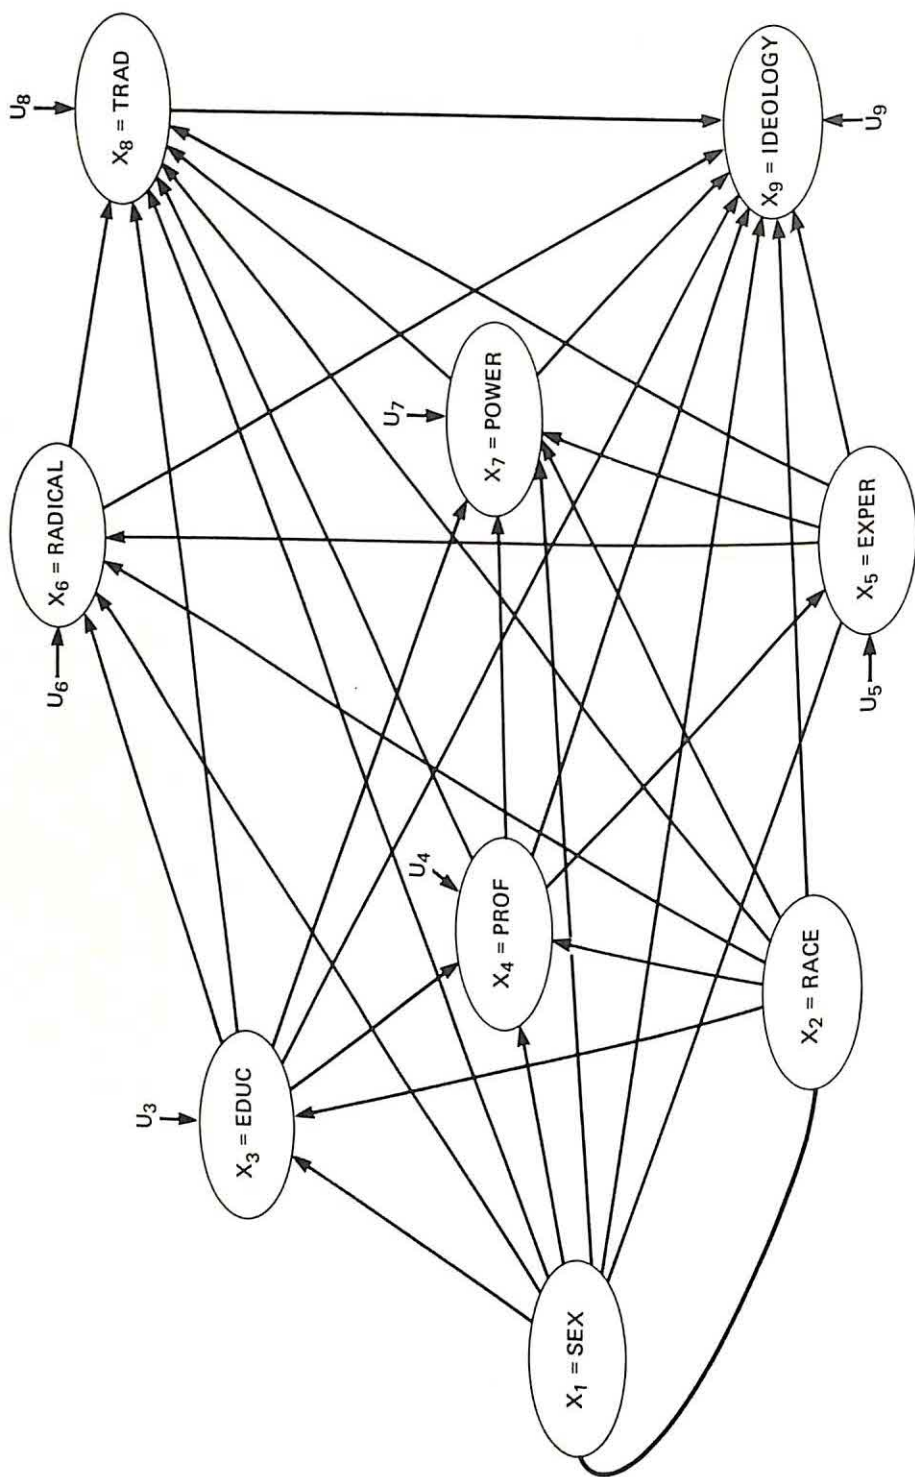 U₈
X₈ = TRAD
X₉ = IDEOLOGY
U₉
X₆ = RADICAL
U₆
U₇
X₇ = POWER
X₅ = EXPER
U₅
U₄
X₄ = PROF
X₂ = RACE
U₃
X₃ = EDUC
X₁ = SEX